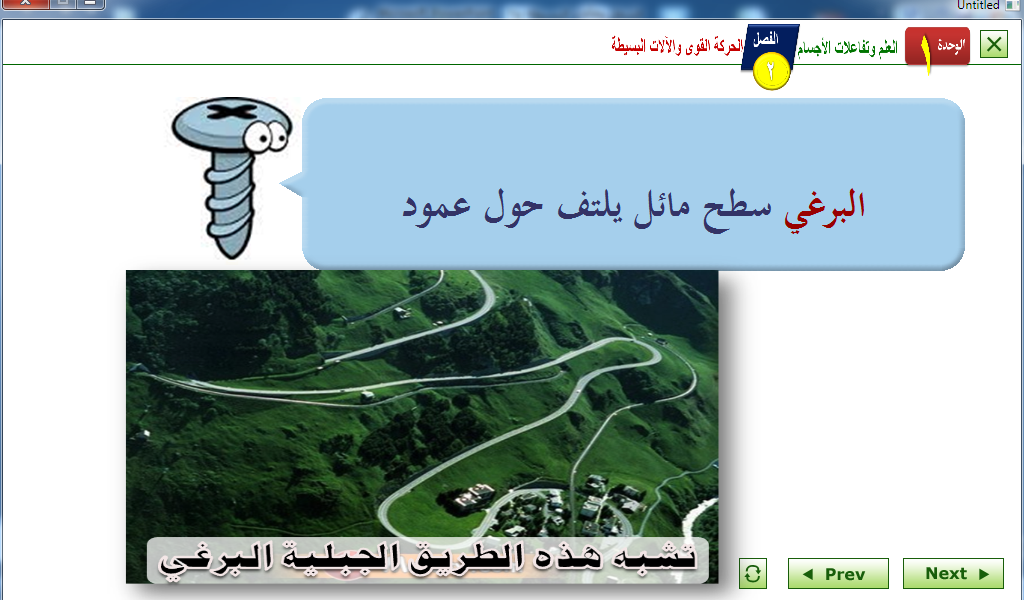 Untitled
الوحدة ١ العلم وتفاعلات الأجسام الفصل ٢ الحركة القوى والآلات البسيطة
البرغي سطح مائل يلتف حول عمود
تشبه هذه الطريق الجبلية البرغي
Prev Next